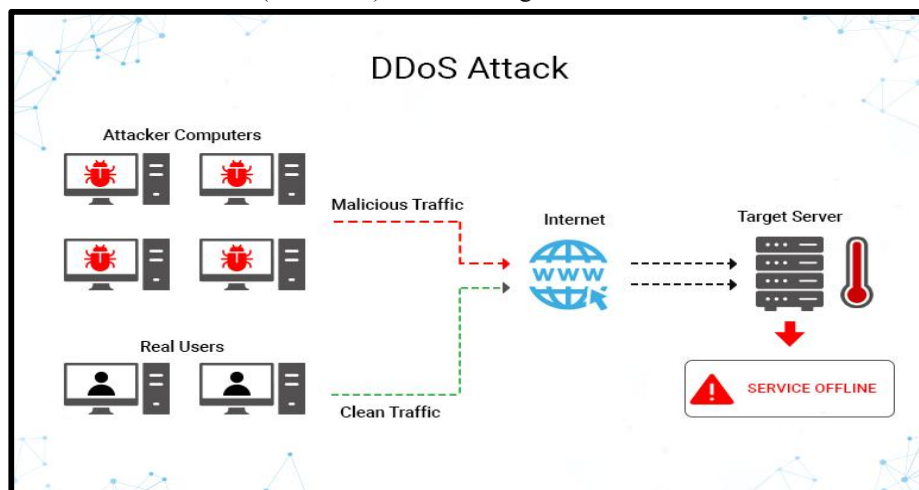 DDoS Attack
Attacker Computers
Malicious Traffic
Internet
WWW
Target Server
Real Users
Clean Traffic
SERVICE OFFLINE